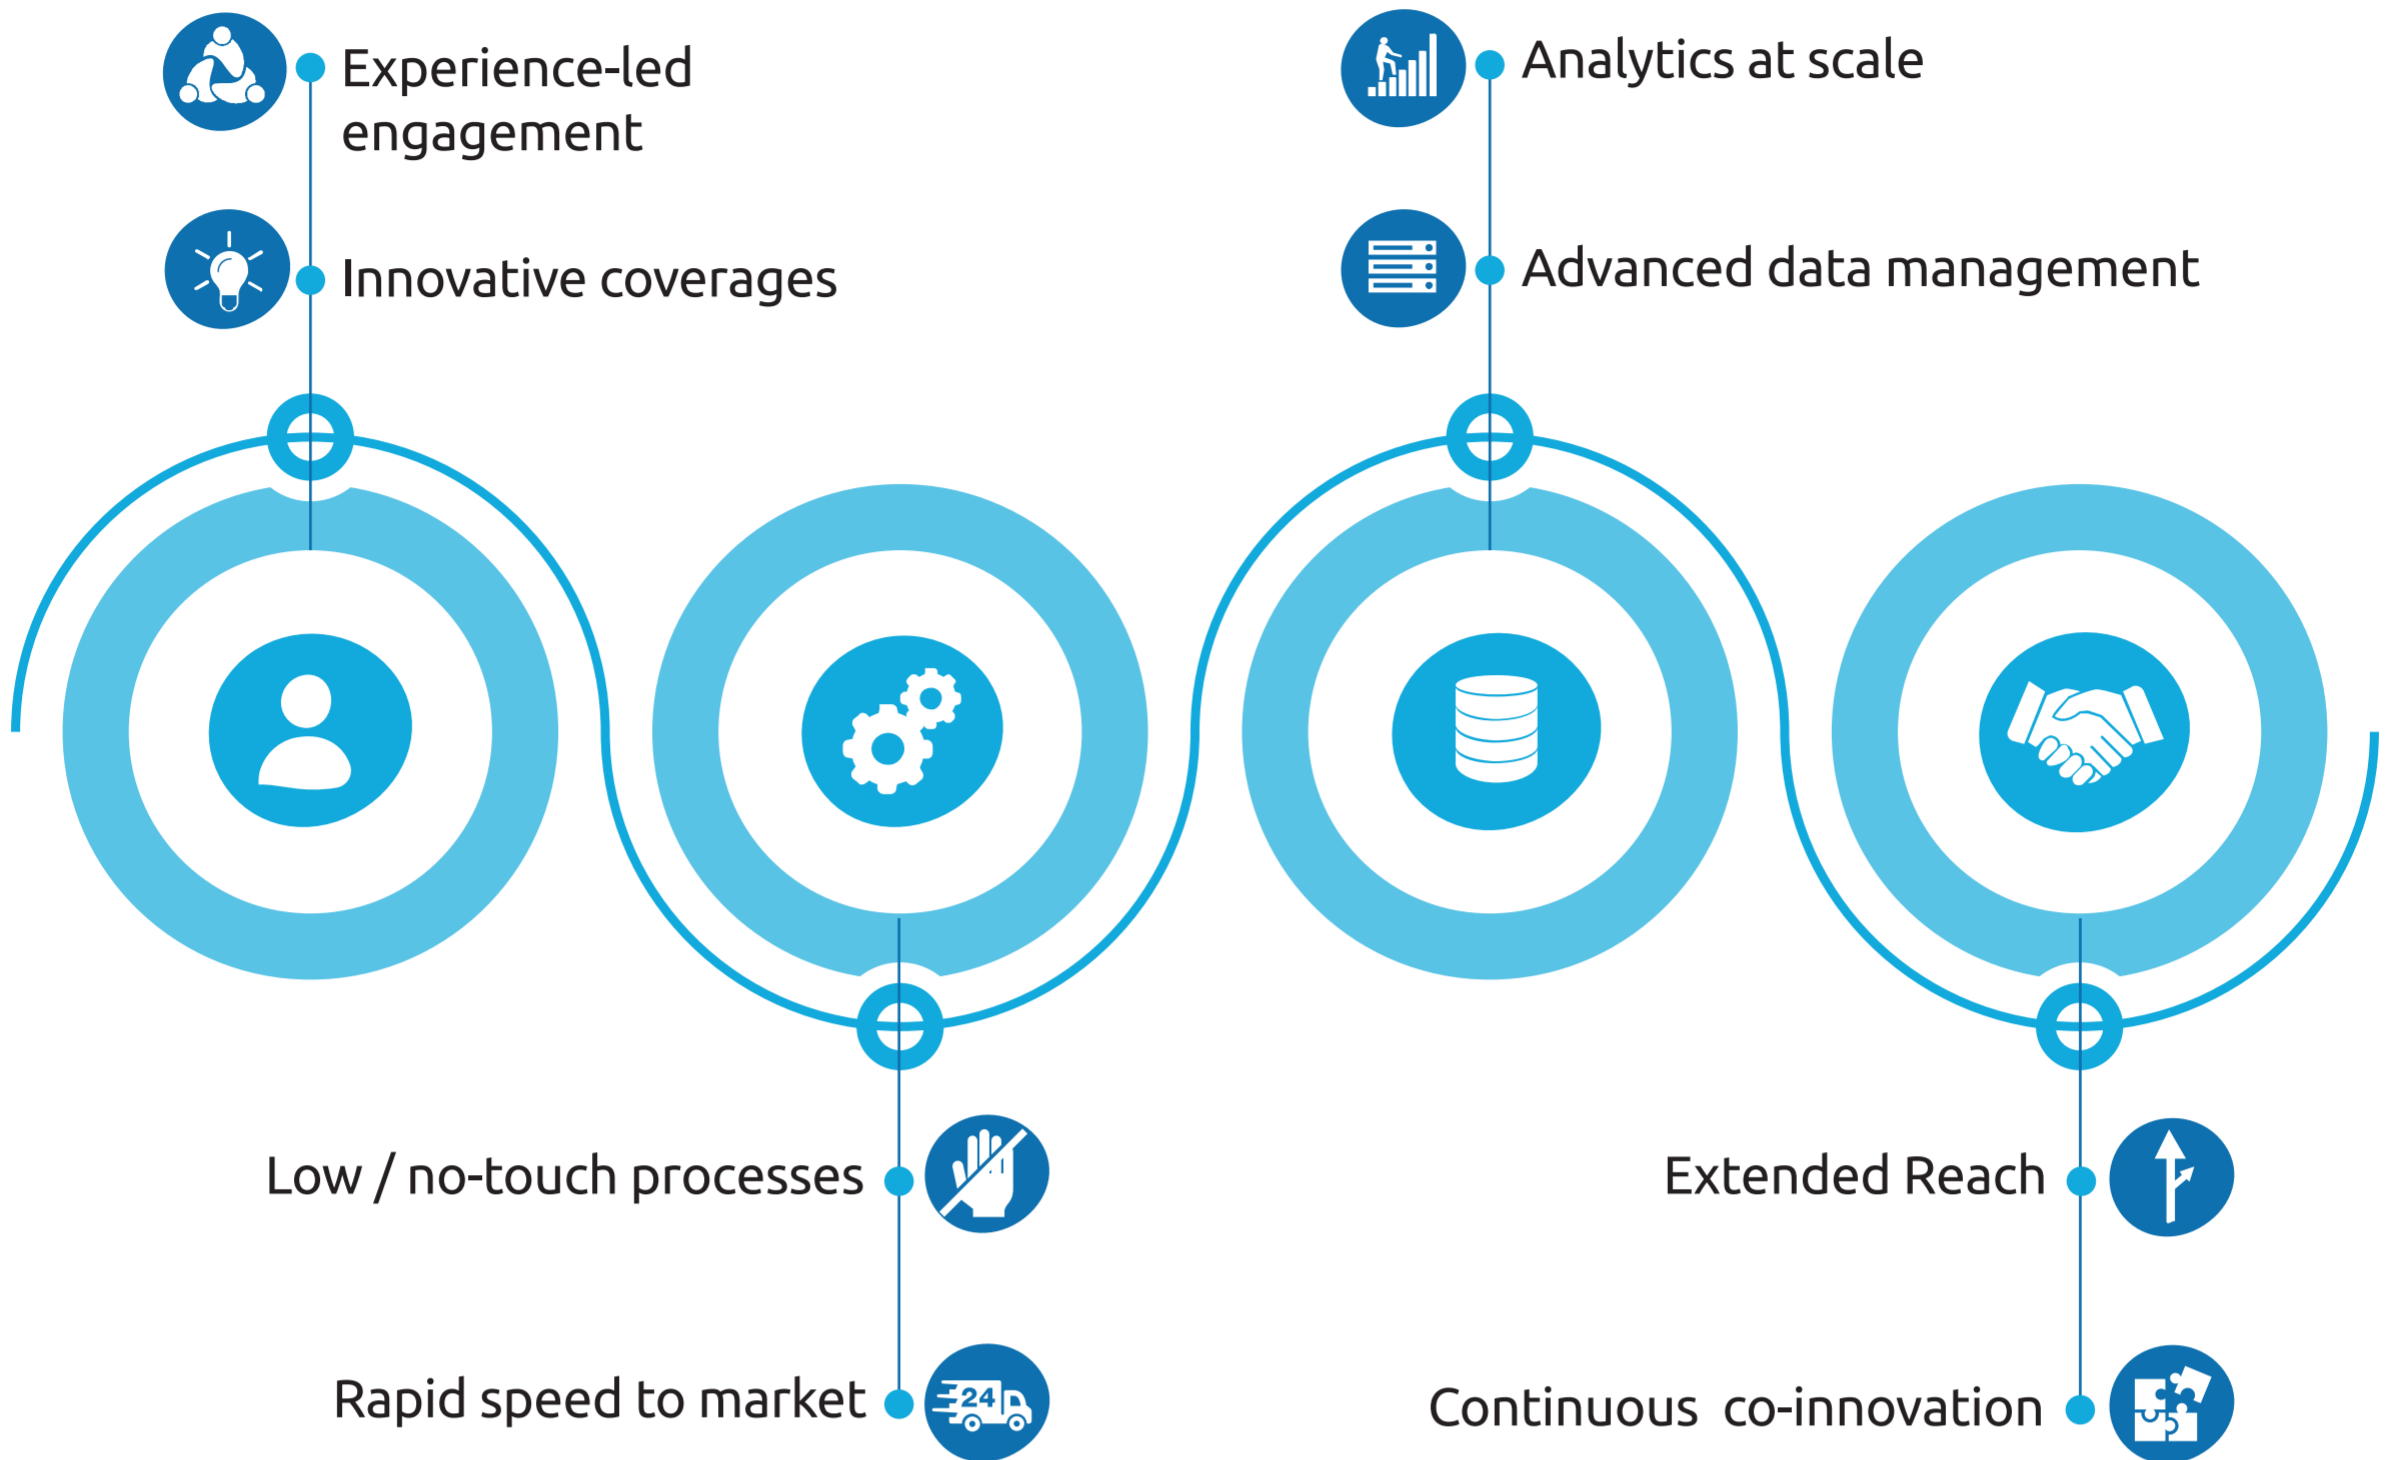 Experience-led
engagement
Innovative coverages
Analytics at scale
Advanced data management
Low / no-touch processes
Rapid speed to market
24
Extended Reach
Continuous co-innovation